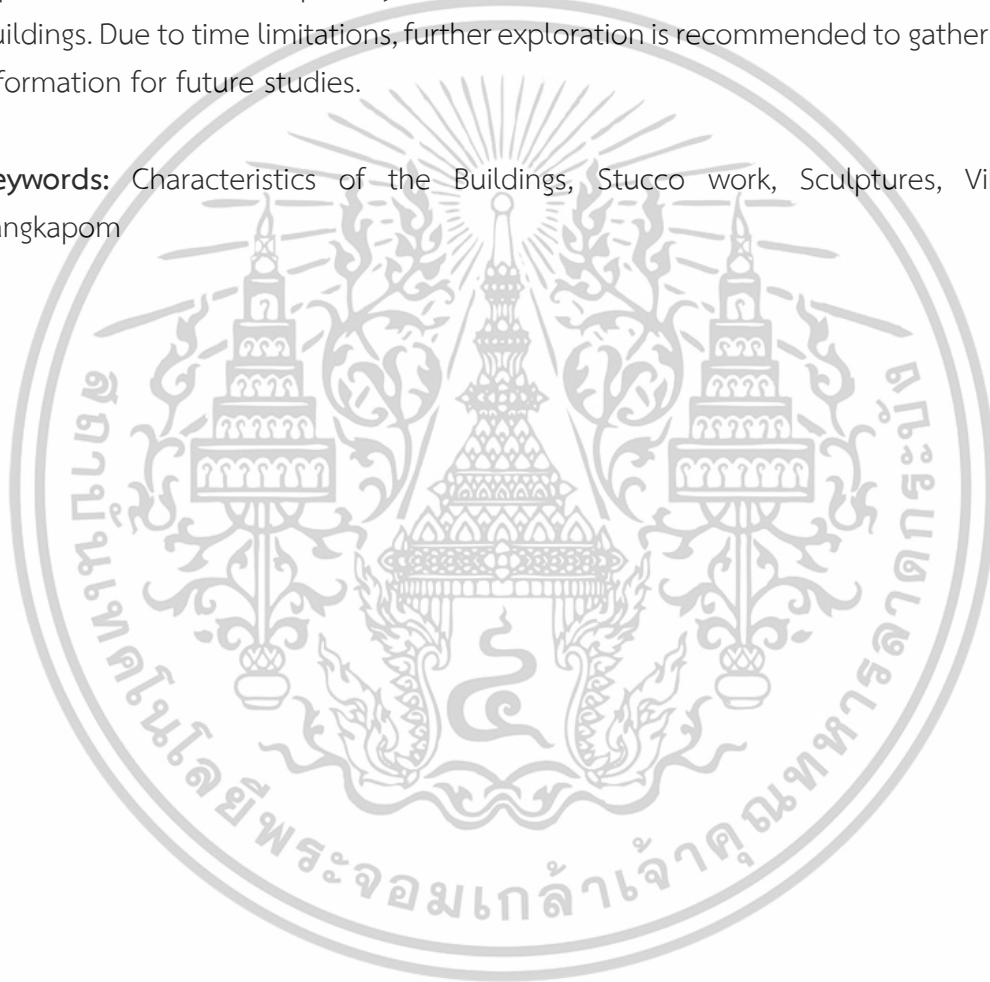 uildings. Due to time limitations, further exploration is recommended to gather
formation for future studies.
eywords: Characteristics of the Buildings, Stucco work, Sculptures, Vi
angkapom
สถาบันเทคโนโลยีพระจอมเกล้าเจ้าคุณทหารลาดกระบัง
๔